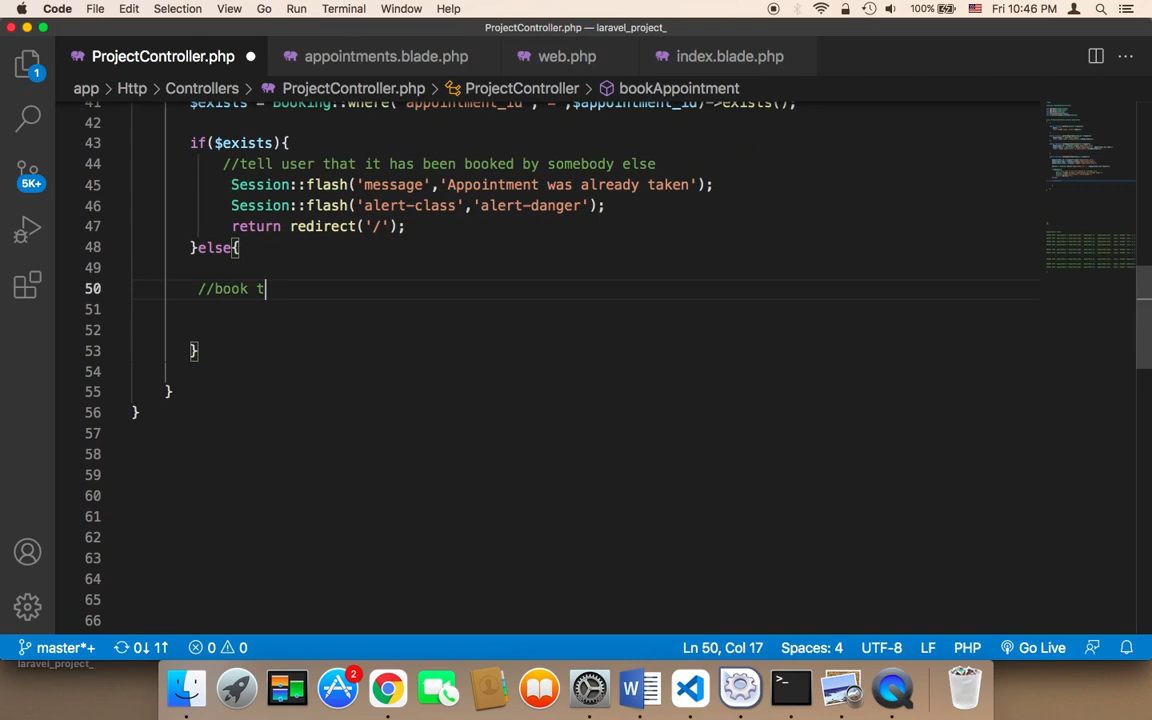 Code File Edit Selection View Go Run Terminal Window Help 100% Fri 10:46 PM
ProjectController.php — laravel_project_
ProjectController.php appointments.blade.php web.php index.blade.php
app > Http > Controllers > ProjectController.php > ProjectController > bookAppointment
1
5K+
41 $exists = Booking::where('appointment_id','=',$appointment_id)->exists();
42
43 if($exists){
44 //tell user that it has been booked by somebody else
45 Session::flash('message','Appointment was already taken');
46 Session::flash('alert-class','alert-danger');
47 return redirect('/');
48 }else{
49
50 //book t
51
52
53 }
54
55 }
56 }
57
58
59
60
61
62
63
64
65
66
master*+ 0↓ 1↑ 0 0 Ln 50, Col 17 Spaces: 4 UTF-8 LF PHP Go Live
laravel_project_
2